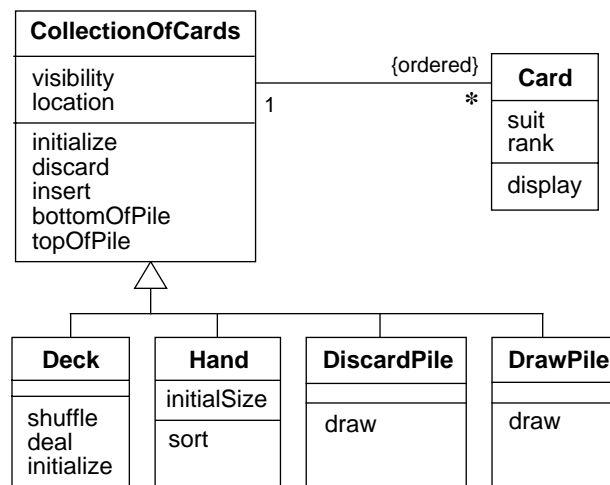 CollectionOfCards
visibility
location
initialize
discard
insert
bottomOfPile
topOfPile
{ordered}
1
*
Card
suit
rank
display
Deck
shuffle
deal
initialize
Hand
initialSize
sort
DiscardPile
draw
DrawPile
draw